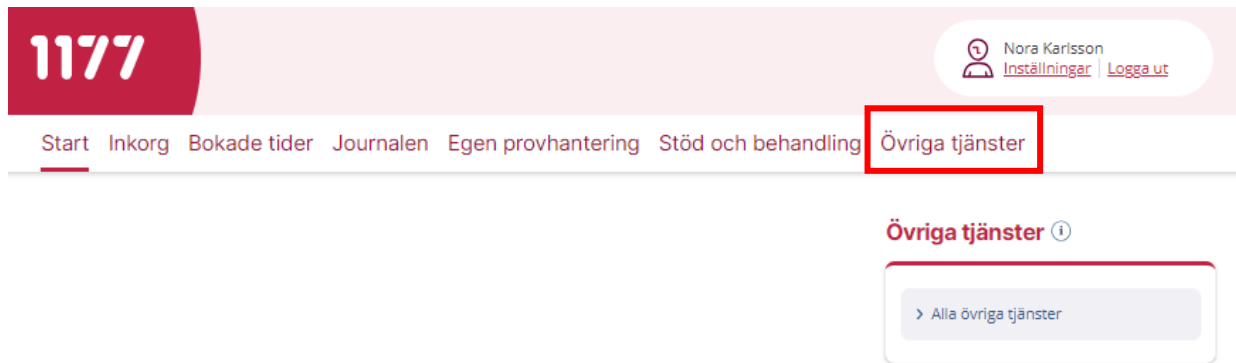 1177
Nora Karlsson
Inställningar Logga ut
Start Inkorg Bokade tider Journalen Egen provhantering Stöd och behandling Övriga tjänster
Övriga tjänster i
> Alla övriga tjänster